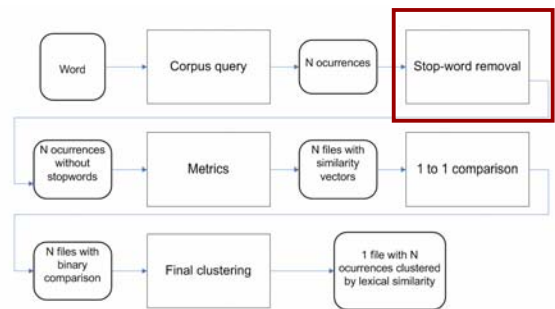 Word
Corpus query
N ocurrences
Stop-word removal
N ocurrences
without
stopwords
Metrics
N files with
similarity
vectors
1 to 1 comparison
N files with
binary
comparison
Final clustering
1 file with N
ocurrences clustered
by lexical similarity